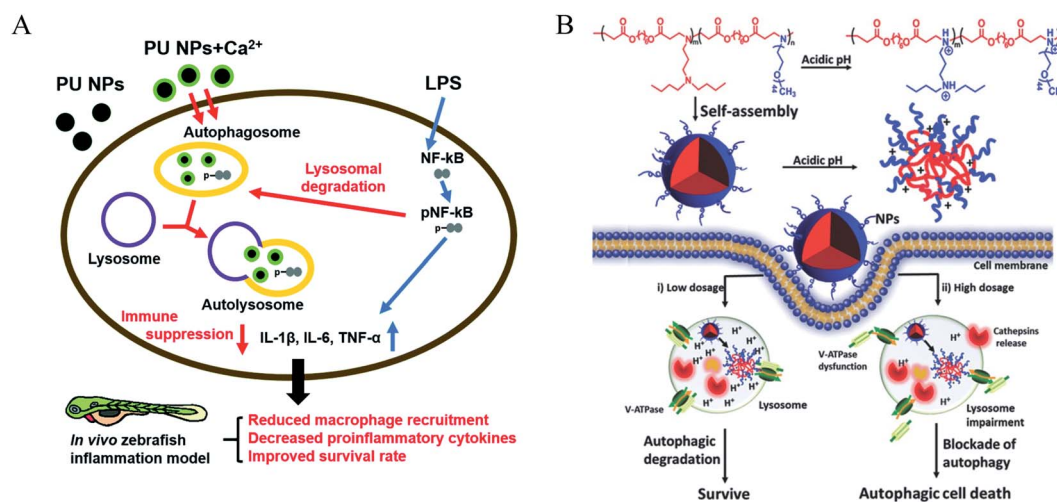 A
PU NPs+Ca²⁺
PU NPs
LPS
Autophagosome
NF-kB
Lysosomal
degradation
p
pNF-kB
p
Lysosome
p
Autolysosome
Immune
suppression
IL-1β, IL-6, TNF-α
In vivo zebrafish
inflammation model
Reduced macrophage recruitment
Decreased proinflammatory cytokines
Improved survival rate
B
Acidic pH
Self-assembly
Acidic pH
NPs
Cell membrane
i) Low dosage
ii) High dosage
H⁺
Cathepsins
release
V-ATPase
dysfunction
V-ATPase
Lysosome
Lysosome
impairment
Autophagic
degradation
Blockade of
autophagy
Survive
Autophagic cell death